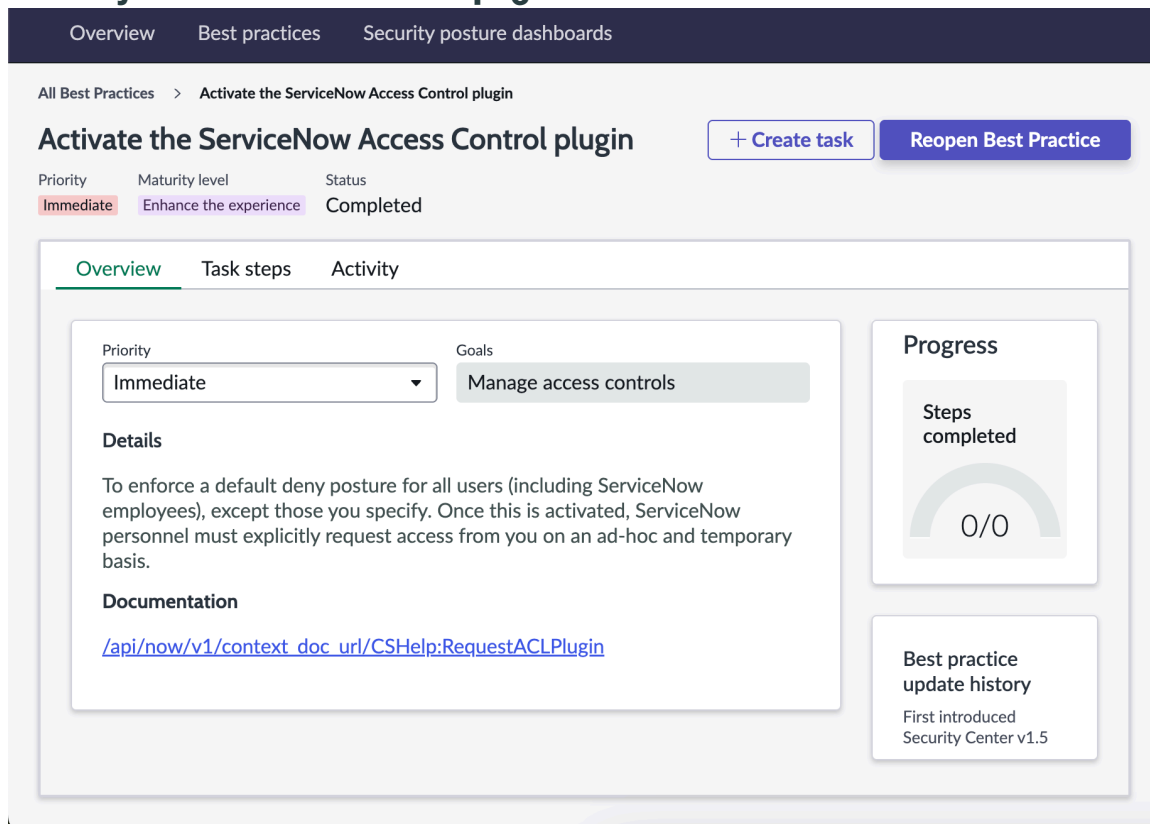 Overview Best practices Security posture dashboards
All Best Practices > Activate the ServiceNow Access Control plugin
Activate the ServiceNow Access Control plugin
+ Create task
Reopen Best Practice
Priority Maturity level Status
Immediate Enhance the experience Completed
Overview Task steps Activity
Priority
Immediate
Goals
Manage access controls
Details
To enforce a default deny posture for all users (including ServiceNow
employees), except those you specify. Once this is activated, ServiceNow
personnel must explicitly request access from you on an ad-hoc and temporary
basis.
Documentation
/api/now/v1/context_doc_url/CSHelp:RequestACLPlugin
Progress
Steps
completed
0/0
Best practice
update history
First introduced
Security Center v1.5